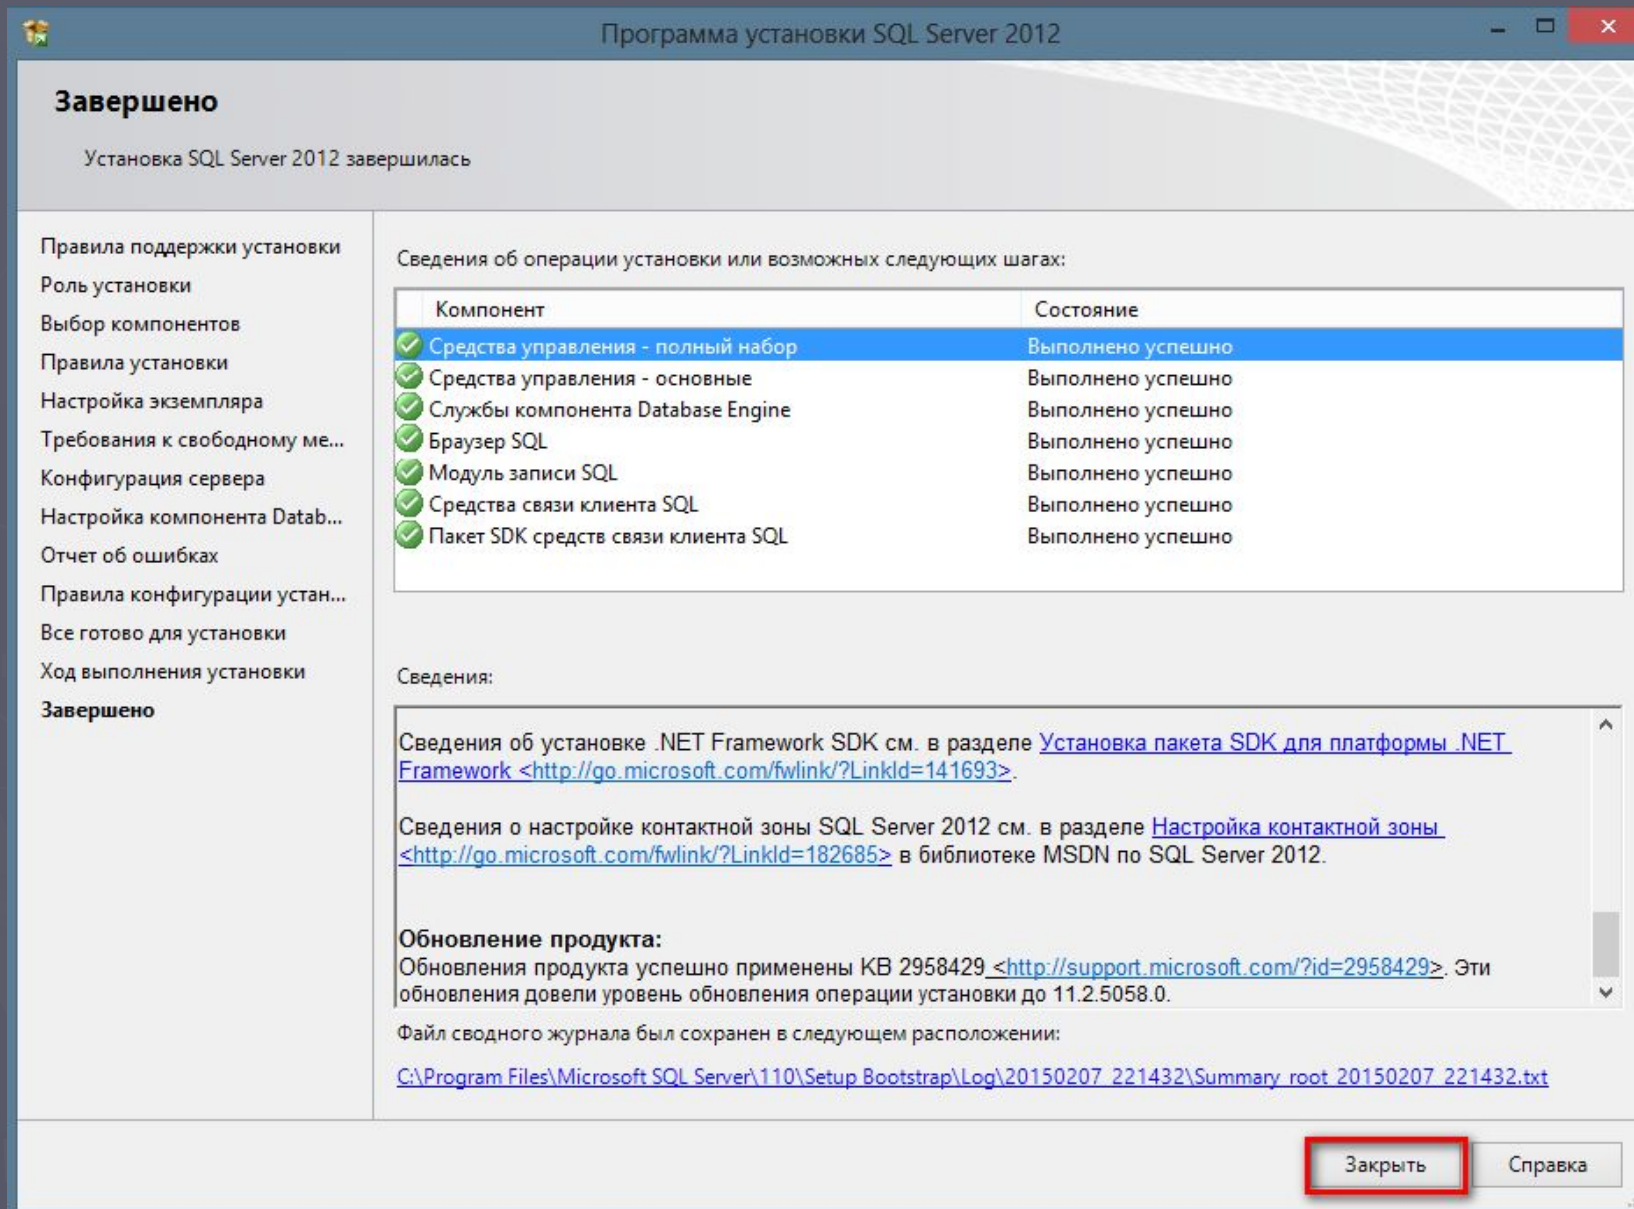 Программа установки SQL Server 2012
Завершено
Установка SQL Server 2012 завершилась
Правила поддержки установки
Роль установки
Выбор компонентов
Правила установки
Настройка экземпляра
Требования к свободному ме...
Конфигурация сервера
Настройка компонента Datab...
Отчет об ошибках
Правила конфигурации устан...
Все готово для установки
Ход выполнения установки
Завершено
Сведения об операции установки или возможных следующих шагах:
Компонент Состояние
Средства управления - полный набор Выполнено успешно
Средства управления - основные Выполнено успешно
Службы компонента Database Engine Выполнено успешно
Браузер SQL Выполнено успешно
Модуль записи SQL Выполнено успешно
Средства связи клиента SQL Выполнено успешно
Пакет SDK средств связи клиента SQL Выполнено успешно
Сведения:
Сведения об установке .NET Framework SDK см. в разделе Установка пакета SDK для платформы .NET
Framework <http://go.microsoft.com/fwlink/?LinkId=141693>.
Сведения о настройке контактной зоны SQL Server 2012 см. в разделе Настройка контактной зоны
<http://go.microsoft.com/fwlink/?LinkId=182685> в библиотеке MSDN по SQL Server 2012.
Обновление продукта:
Обновления продукта успешно применены KB 2958429 <http://support.microsoft.com/?id=2958429>. Эти
обновления довели уровень обновления операции установки до 11.2.5058.0.
Файл сводного журнала был сохранен в следующем расположении:
C:\Program Files\Microsoft SQL Server\110\Setup Bootstrap\Log\20150207_221432\Summary_root_20150207_221432.txt
Закрыть Справка